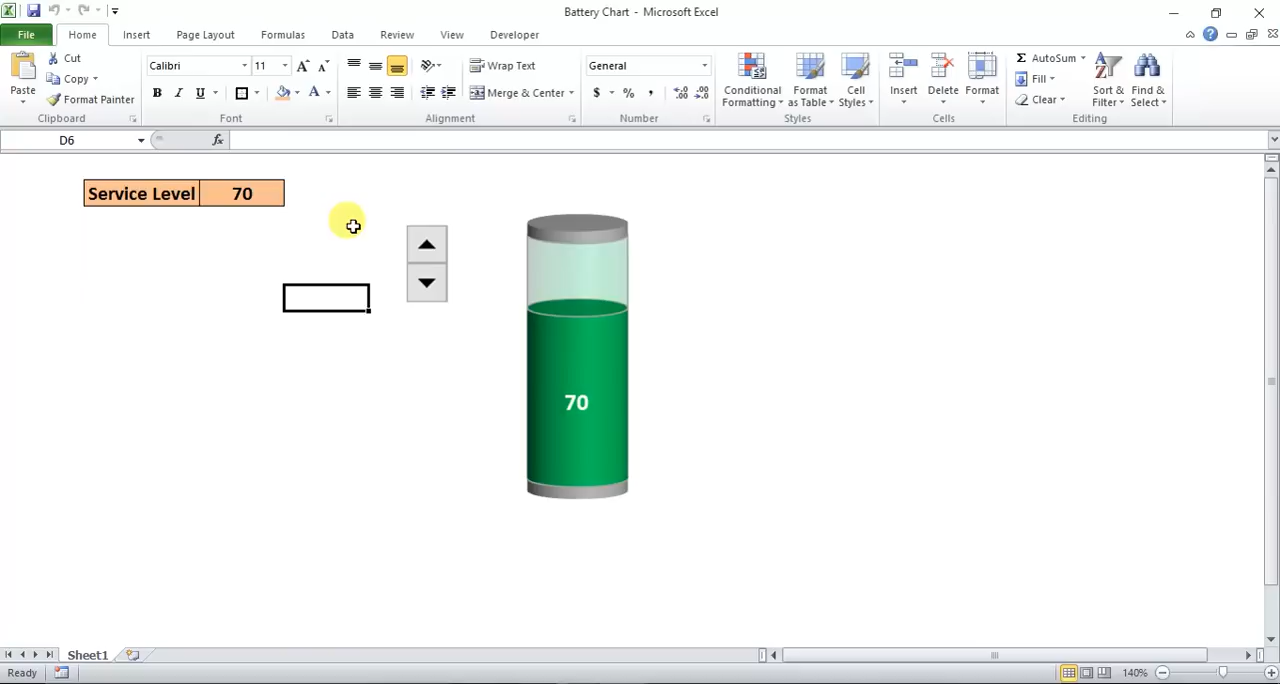 Battery Chart - Microsoft Excel
File Home Insert Page Layout Formulas Data Review View Developer
Paste
Cut
Copy
Format Painter
Clipboard
Calibri 11
B I U A
Font
Wrap Text
Merge & Center
Alignment
General
$ % ,
Number
Conditional Formatting
Format as Table
Cell Styles
Styles
Insert
Delete
Format
Cells
Σ AutoSum
Fill
Clear
Sort & Filter
Find & Select
Editing
D6 fx
Service Level 70
70
Sheet1
Ready 140%